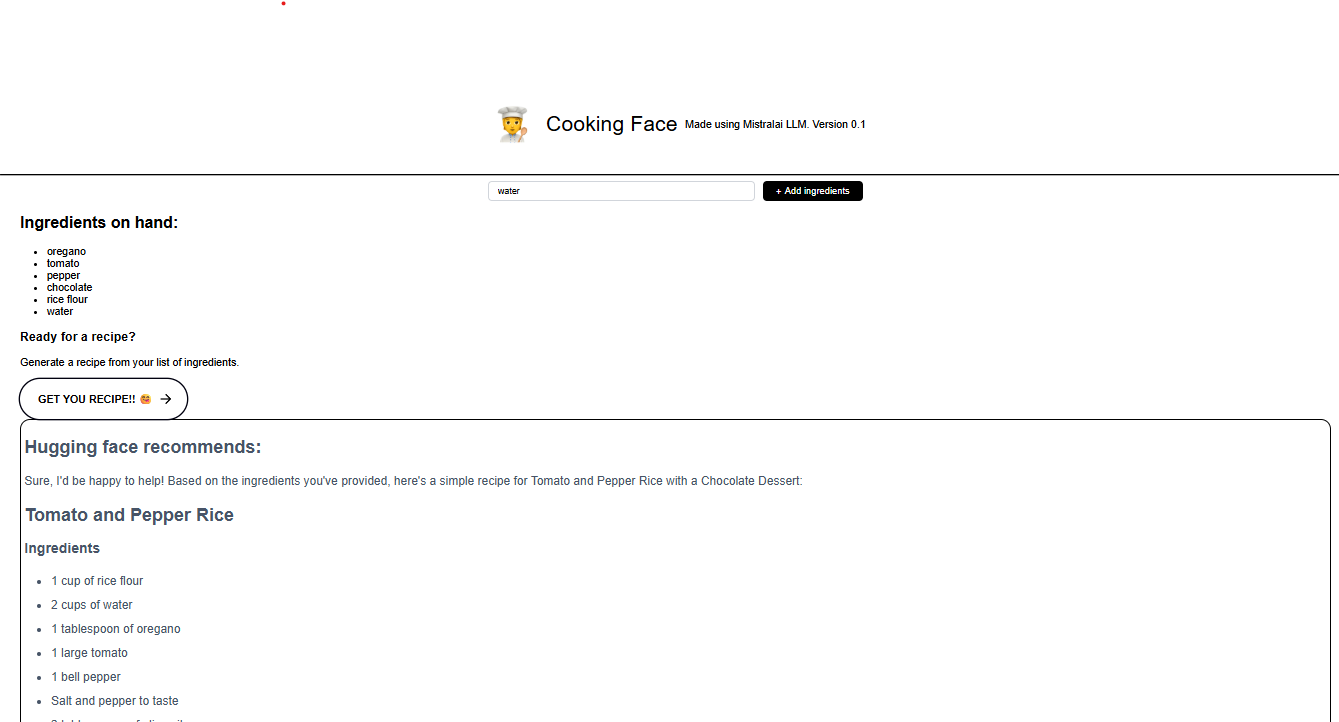 Cooking Face Made using Mistralai LLM. Version 0.1
water + Add ingredients
Ingredients on hand:
oregano
tomato
pepper
chocolate
rice flour
water
Ready for a recipe?
Generate a recipe from your list of ingredients.
GET YOU RECIPE!! 🥰 →
Hugging face recommends:
Sure, I'd be happy to help! Based on the ingredients you've provided, here's a simple recipe for Tomato and Pepper Rice with a Chocolate Dessert:
Tomato and Pepper Rice
Ingredients
1 cup of rice flour
2 cups of water
1 tablespoon of oregano
1 large tomato
1 bell pepper
Salt and pepper to taste